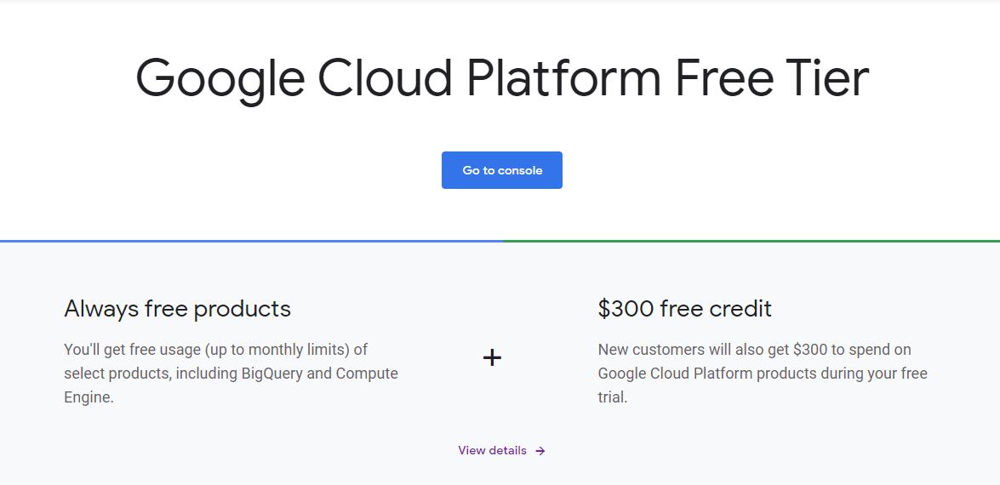 Google Cloud Platform Free Tier
Go to console
Always free products
You'll get free usage (up to monthly limits) of
select products, including BigQuery and Compute
Engine.
+
$300 free credit
New customers will also get $300 to spend on
Google Cloud Platform products during your free
trial.
View details →